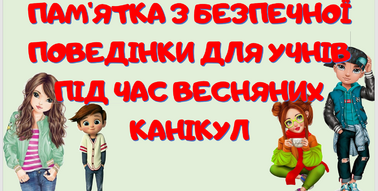 ПАМ'ЯТКА З БЕЗПЕЧНОЇ
ПОВЕДІНКИ ДЛЯ УЧНІВ
ПІД ЧАС ВЕСНЯНИХ
КАНІКУЛ